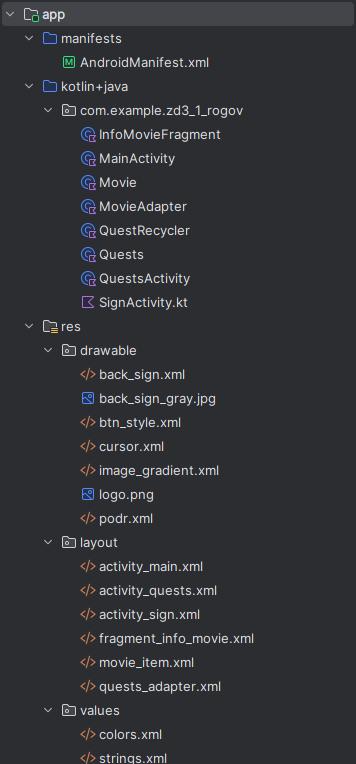 app
manifests
AndroidManifest.xml
kotlin+java
com.example.zd3_1_rogov
InfoMovieFragment
MainActivity
Movie
MovieAdapter
QuestRecycler
Quests
QuestsActivity
SignActivity.kt
res
drawable
back_sign.xml
back_sign_gray.jpg
btn_style.xml
cursor.xml
image_gradient.xml
logo.png
podr.xml
layout
activity_main.xml
activity_quests.xml
activity_sign.xml
fragment_info_movie.xml
movie_item.xml
quests_adapter.xml
values
colors.xml
strings.xml